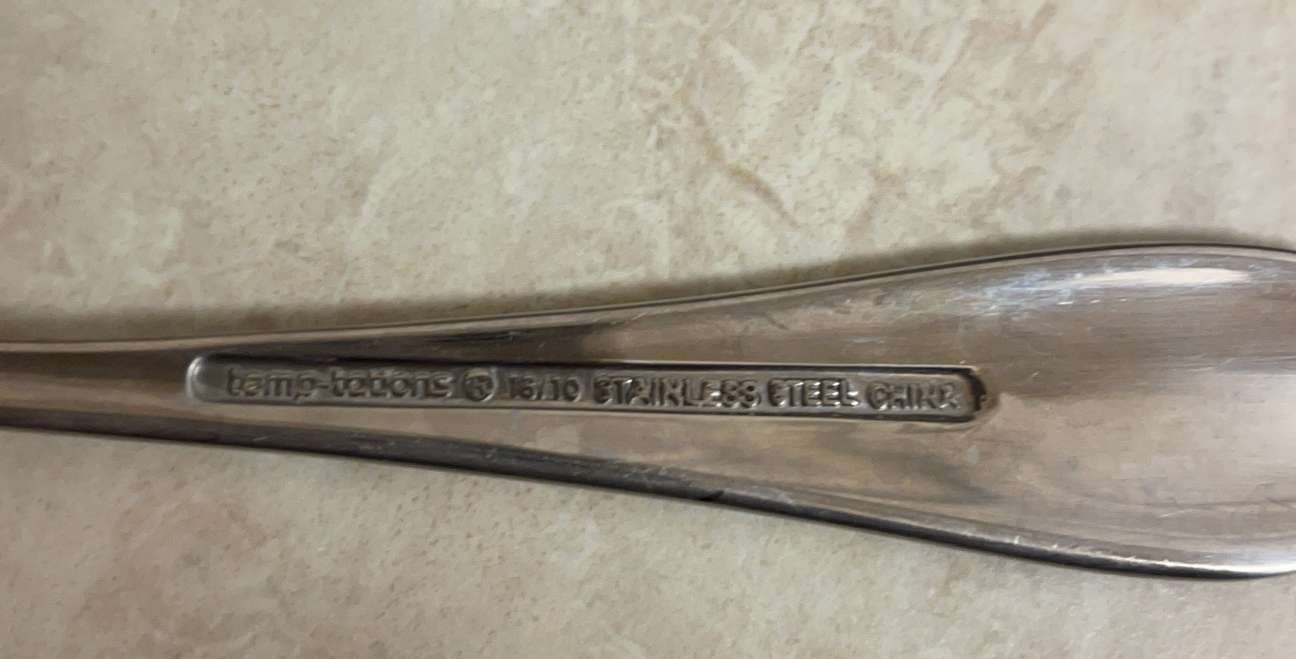 temp-tations ® 18/10 STAINLESS STEEL CHINA